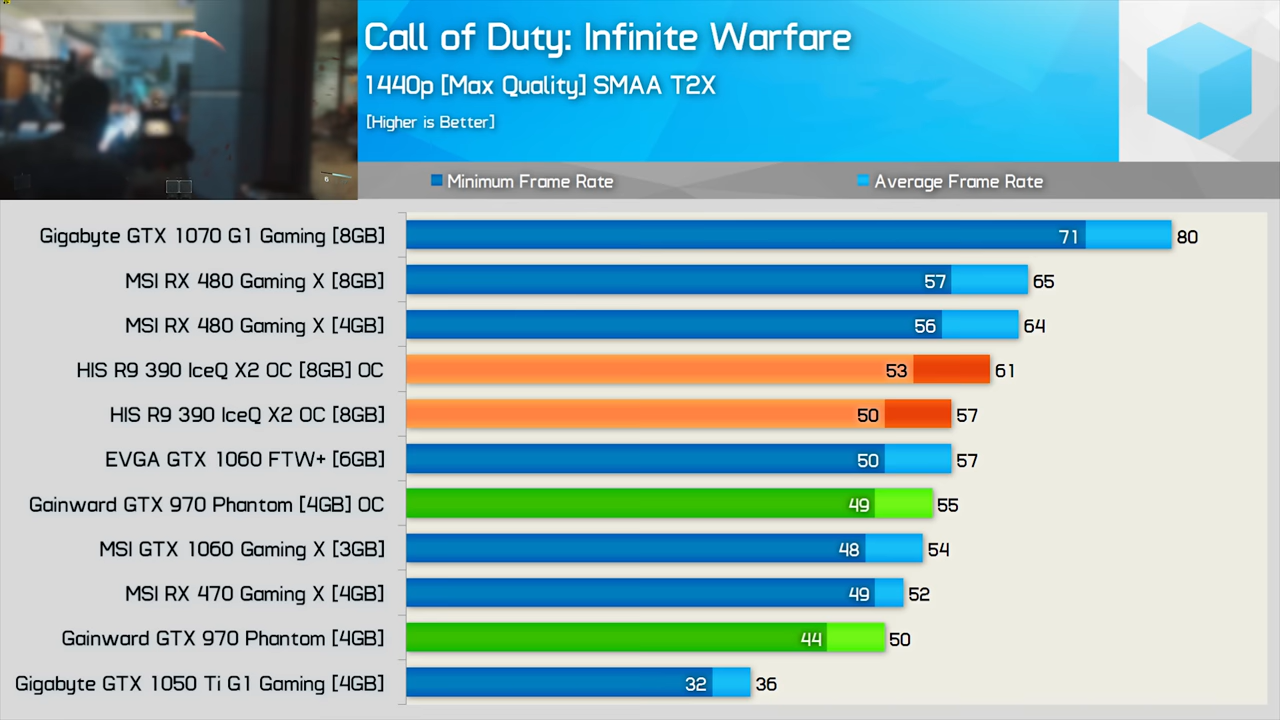 Call of Duty: Infinite Warfare
1440p [Max Quality] SMAA T2X
[Higher is Better]
Minimum Frame Rate
Average Frame Rate
Gigabyte GTX 1070 G1 Gaming [8GB] 71 80
MSI RX 480 Gaming X [8GB] 57 65
MSI RX 480 Gaming X [4GB] 56 64
HIS R9 390 IceQ X2 OC [8GB] OC 53 61
HIS R9 390 IceQ X2 OC [8GB] 50 57
EVGA GTX 1060 FTW+ [6GB] 50 57
Gainward GTX 970 Phantom [4GB] OC 49 55
MSI GTX 1060 Gaming X [3GB] 48 54
MSI RX 470 Gaming X [4GB] 49 52
Gainward GTX 970 Phantom [4GB] 44 50
Gigabyte GTX 1050 Ti G1 Gaming [4GB] 32 36